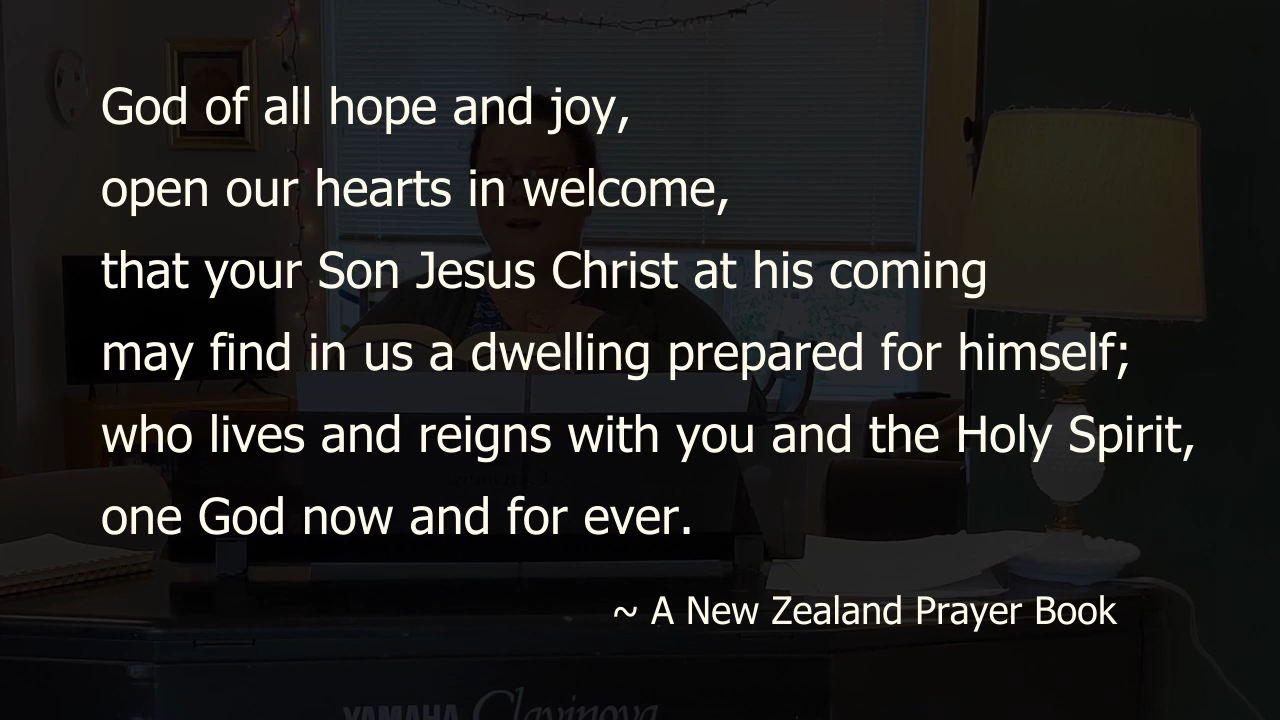 God of all hope and joy,
open our hearts in welcome,
that your Son Jesus Christ at his coming
may find in us a dwelling prepared for himself;
who lives and reigns with you and the Holy Spirit,
one God now and for ever.
~ A New Zealand Prayer Book
YAMAHA Clavinova